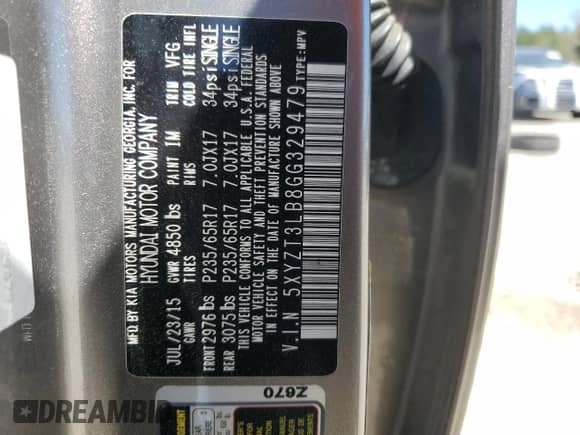 MFG.BY KIA MOTORS MANUFACTURING GEORGIA, INC. FOR
HYUNDAI MOTOR COMPANY
JUL/23/15 GVWR 4850 lbs PAINT IM TRIM VFG
GAWR TIRES RIMS COLD TIRE INFL
FRONT 2976 lbs P235/65R17 7.0JX17 34psi SINGLE
REAR 3075 lbs P235/65R17 7.0JX17 34psi SINGLE
THIS VEHICLE CONFORMS TO ALL APPLICABLE U.S.A. FEDERAL
MOTOR VEHICLE SAFETY AND THEFT PREVENTION STANDARDS
IN EFFECT ON THE DATE OF MANUFACTURE SHOWN ABOVE
V.I.N 5XYZT3LB8GG329479 TYPE:MPV
Z670
DREAMBID